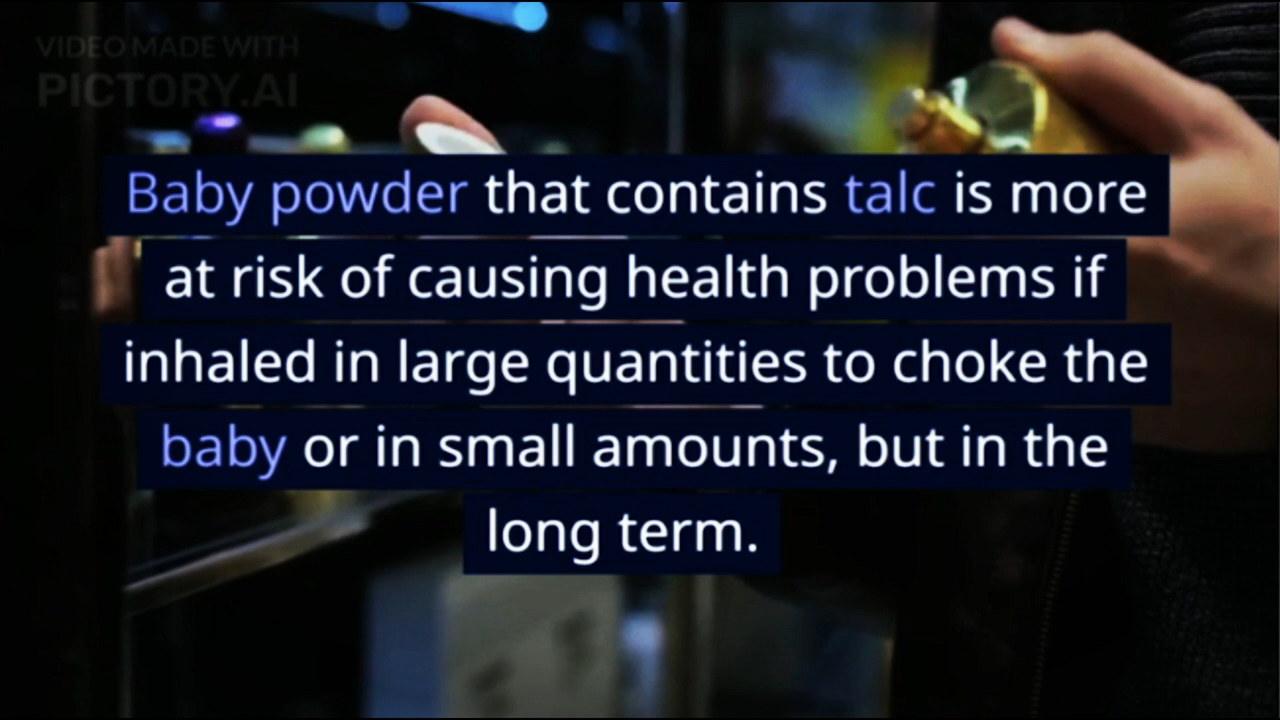 VIDEO MADE WITH
PICTORY.AI
Baby powder that contains talc is more
at risk of causing health problems if
inhaled in large quantities to choke the
baby or in small amounts, but in the
long term.